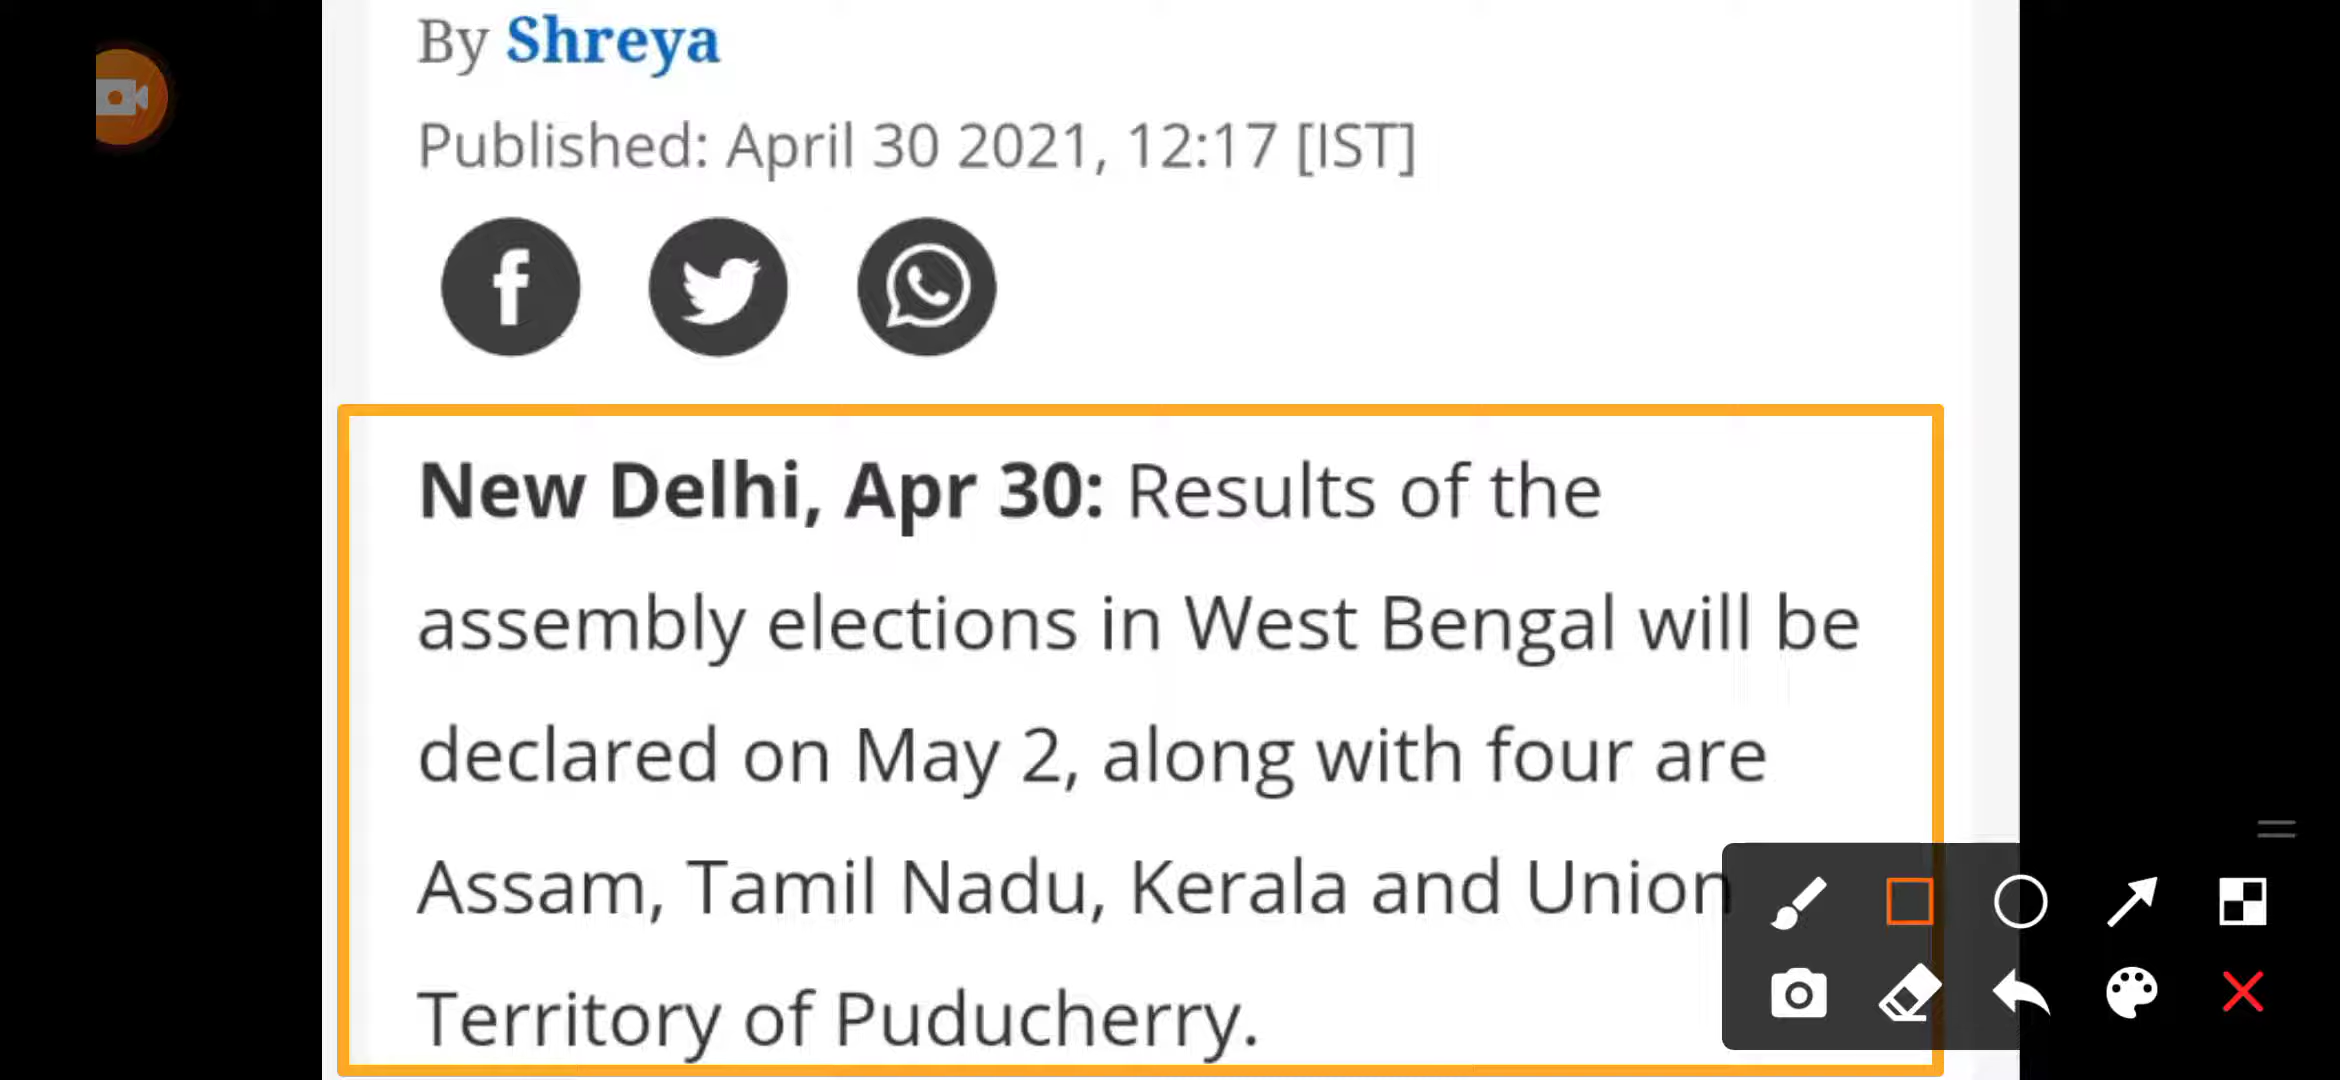 By Shreya
Published: April 30 2021, 12:17 [IST]
New Delhi, Apr 30: Results of the
assembly elections in West Bengal will be
declared on May 2, along with four are
Assam, Tamil Nadu, Kerala and Union
Territory of Puducherry.